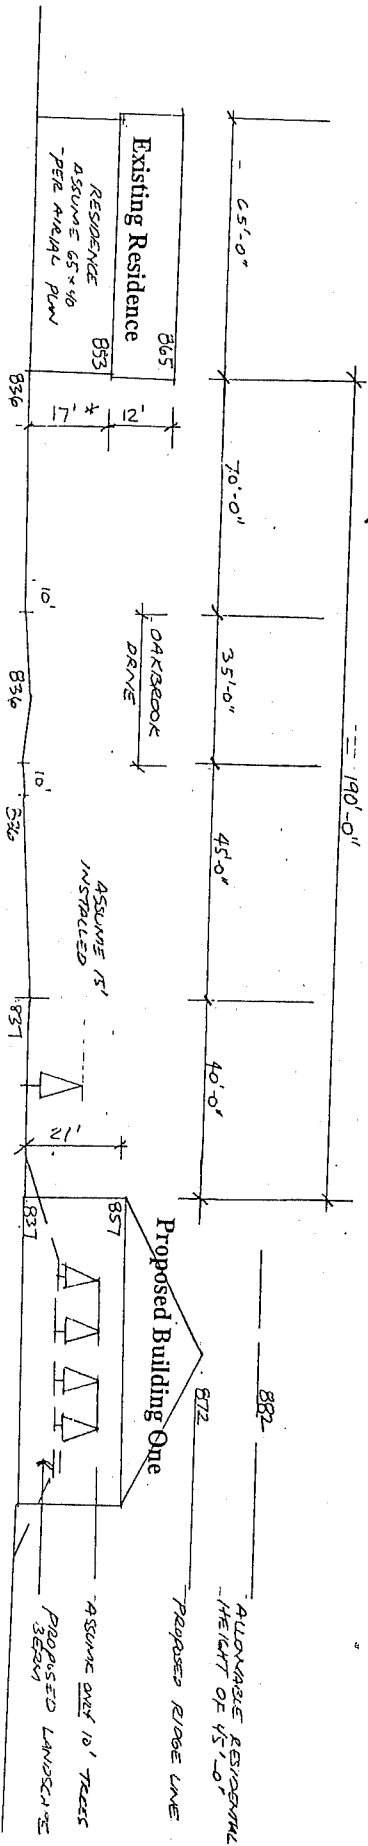 - 65'-0"
190'-0"
70'-0"
35'-0"
45'-0"
40'-0"
882
- ALLOWABLE RESIDENTIAL
- HEIGHT OF 45'-0"
872
- PROPOSED RIDGE LINE
Existing Residence
865
RESIDENCE
ASSUME 65 x 40
- PER AIRIAL PLAN
853
17' *
12'
OAKBROOK
DRIVE
ASSUME 15'
INSTALLED
21'
Proposed Building One
857
837
- ASSUME ONLY 10' TREES
PROPOSED LANDSCAPE
BERM
836
10'
836
10'
336
837